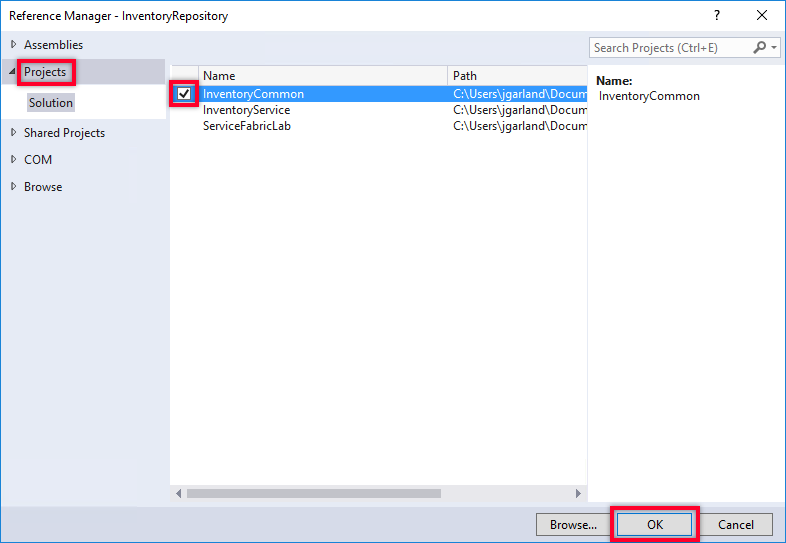 Reference Manager - InventoryRepository
?
Assemblies
Projects
Solution
Shared Projects
COM
Browse
Name Path
InventoryCommon C:\Users\jgarland\Docum
InventoryService C:\Users\jgarland\Docum
ServiceFabricLab C:\Users\jgarland\Docum
Search Projects (Ctrl+E)
Name:
InventoryCommon
Browse... OK Cancel